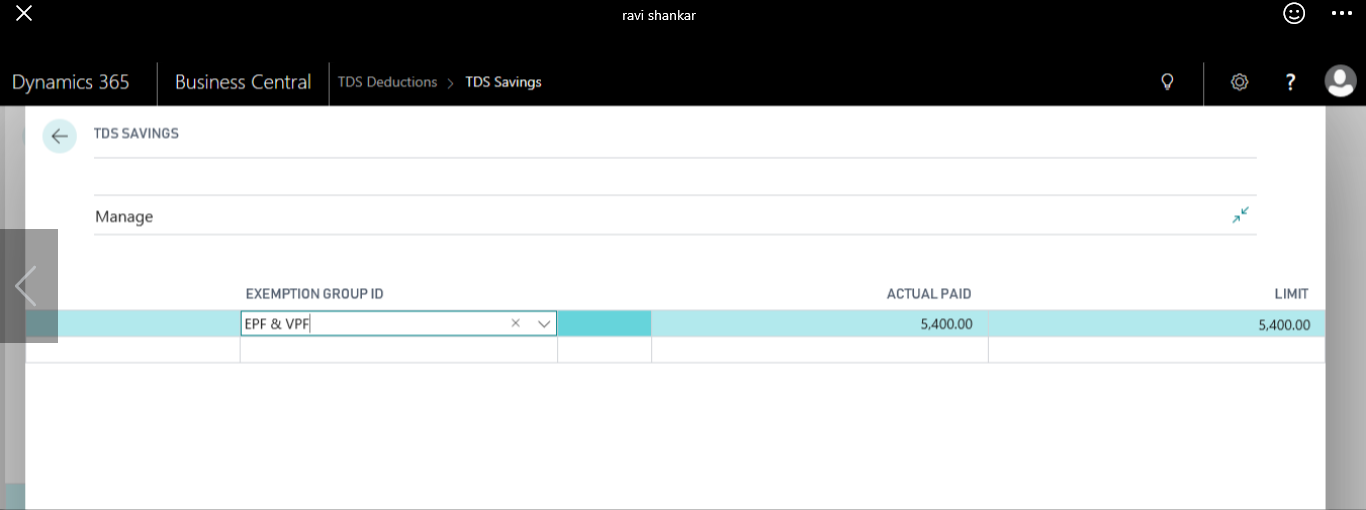 ravi shankar
Dynamics 365 Business Central TDS Deductions > TDS Savings ?
TDS SAVINGS
Manage
EXEMPTION GROUP ID ACTUAL PAID LIMIT
EPF & VPF 5,400.00 5,400.00